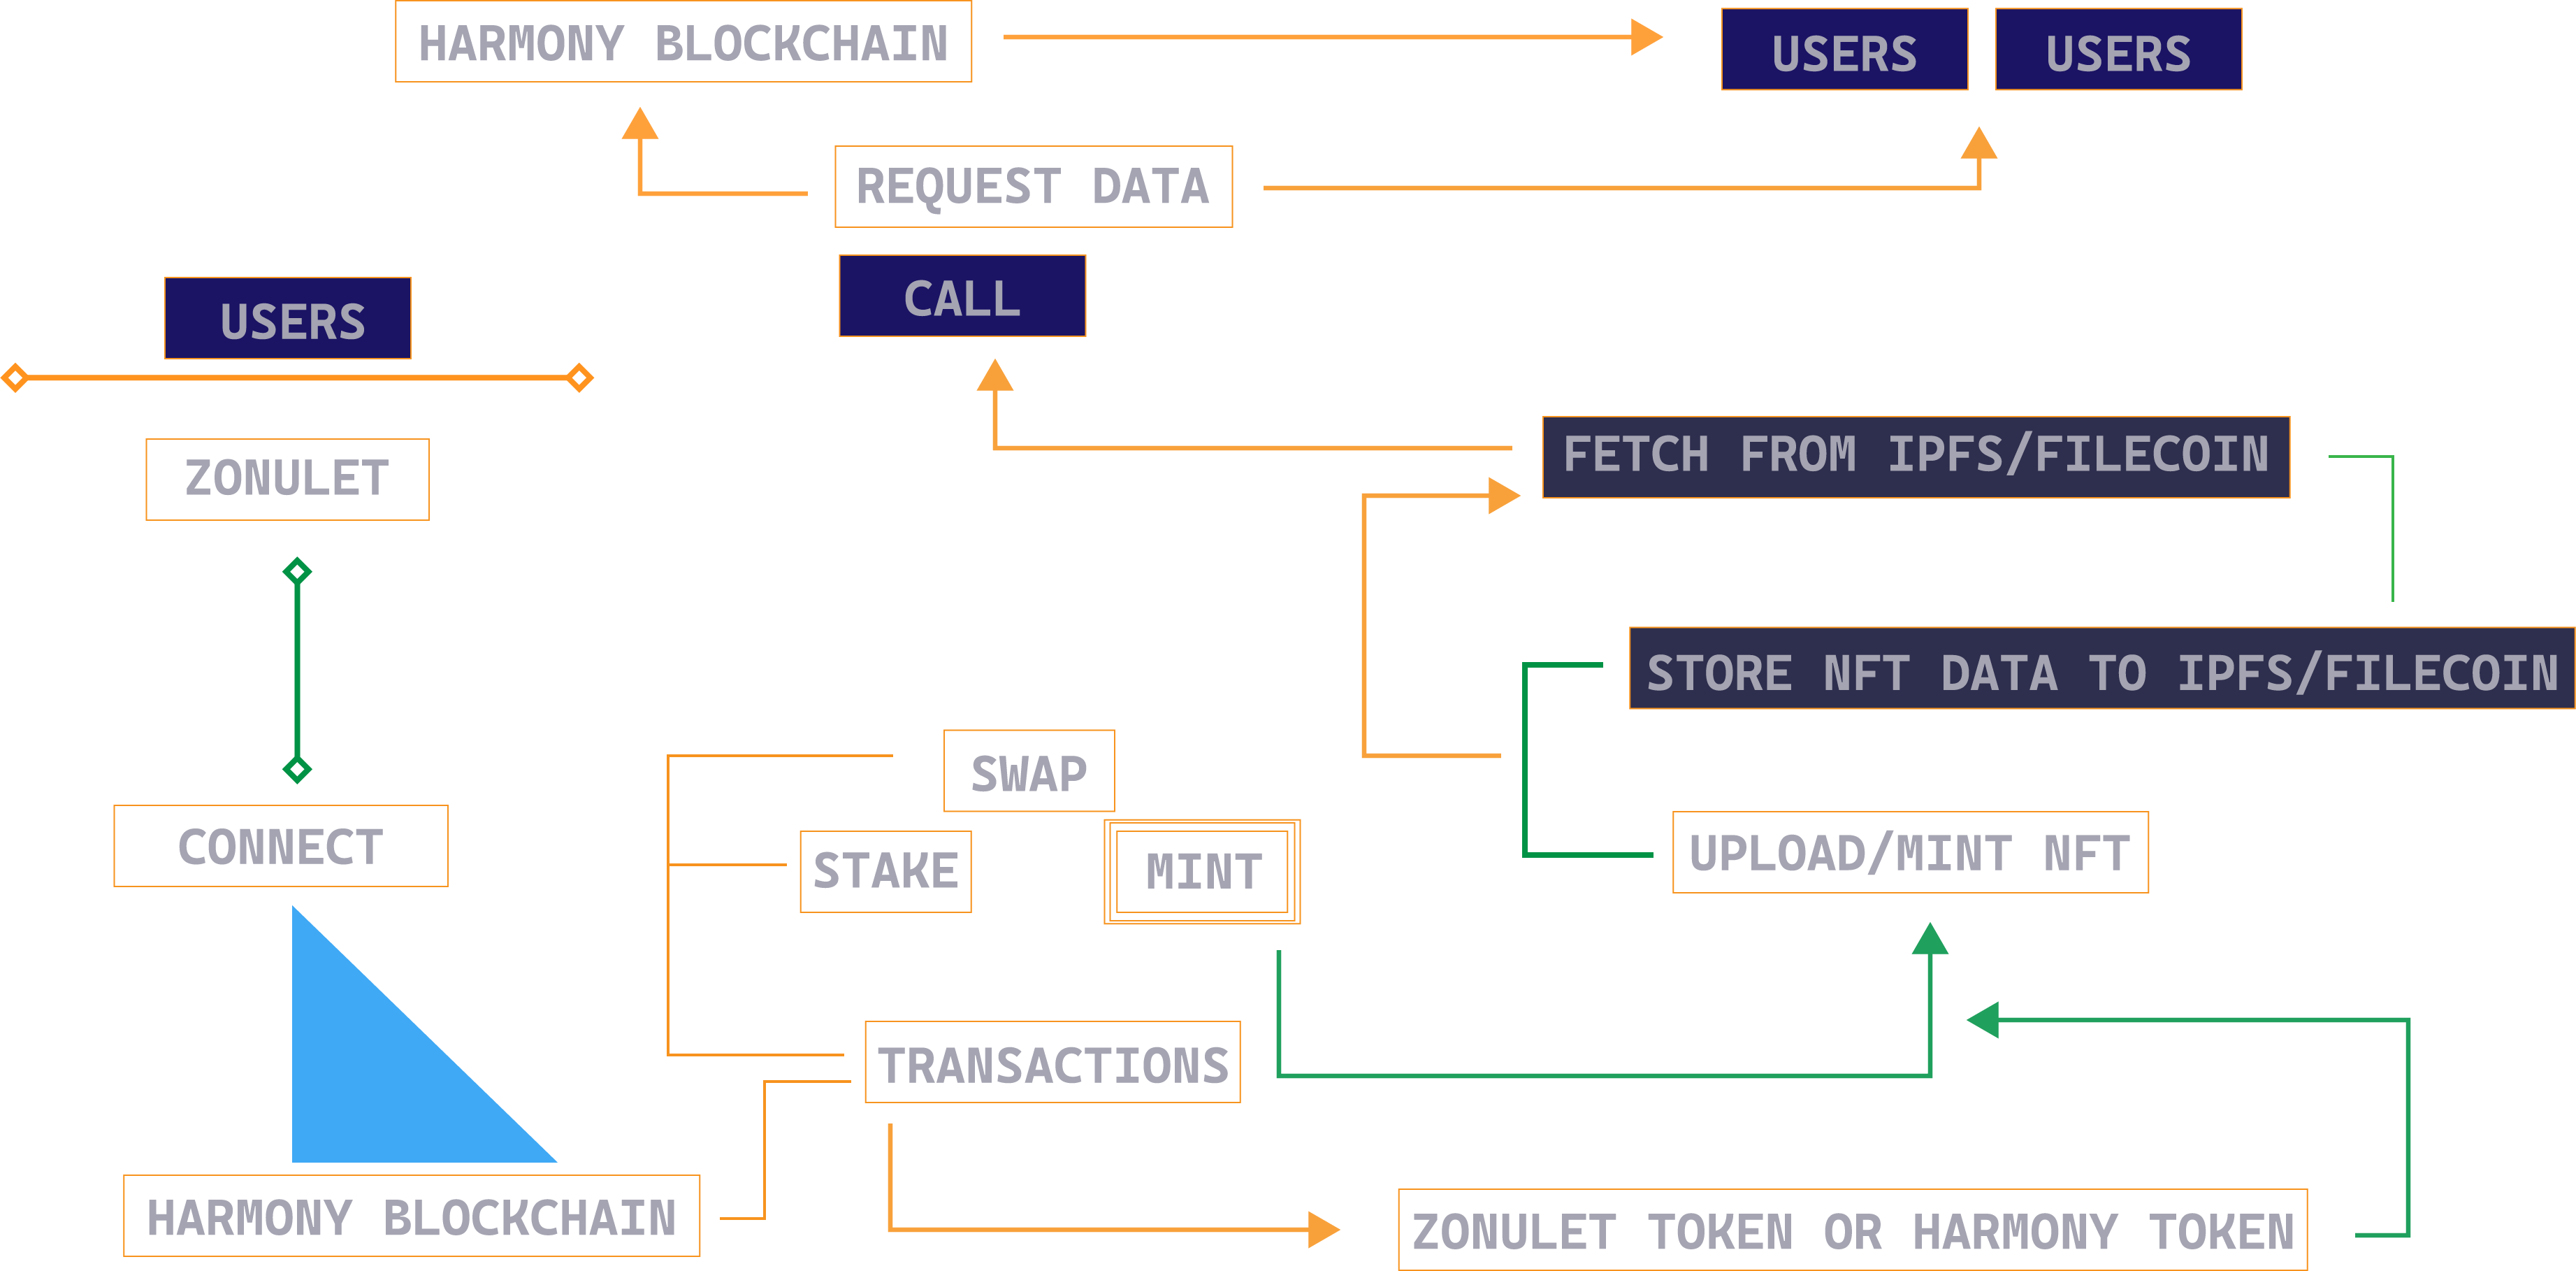 HARMONY BLOCKCHAIN
USERS
USERS
REQUEST DATA
CALL
USERS
ZONULET
FETCH FROM IPFS/FILECOIN
STORE NFT DATA TO IPFS/FILECOIN
SWAP
CONNECT
STAKE
MINT
UPLOAD/MINT NFT
TRANSACTIONS
HARMONY BLOCKCHAIN
ZONULET TOKEN OR HARMONY TOKEN